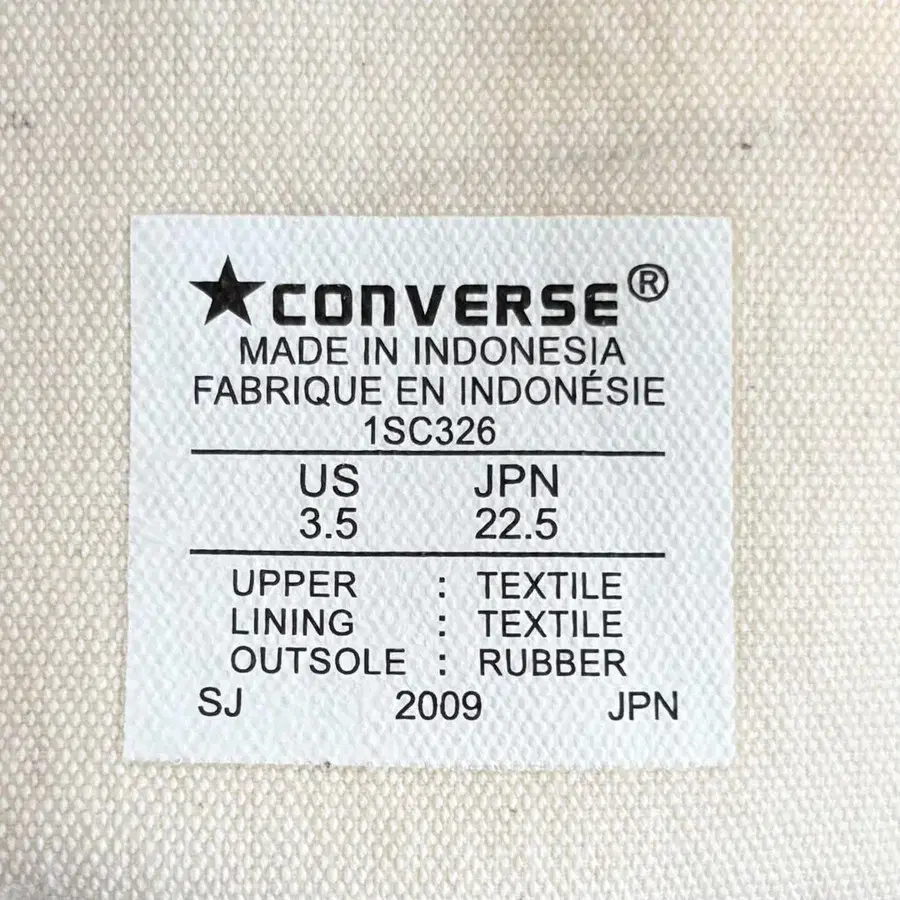 ★CONVERSE®
MADE IN INDONESIA
FABRIQUE EN INDONÉSIE
1SC326
US JPN
3.5 22.5
UPPER : TEXTILE
LINING : TEXTILE
OUTSOLE : RUBBER
SJ 2009 JPN